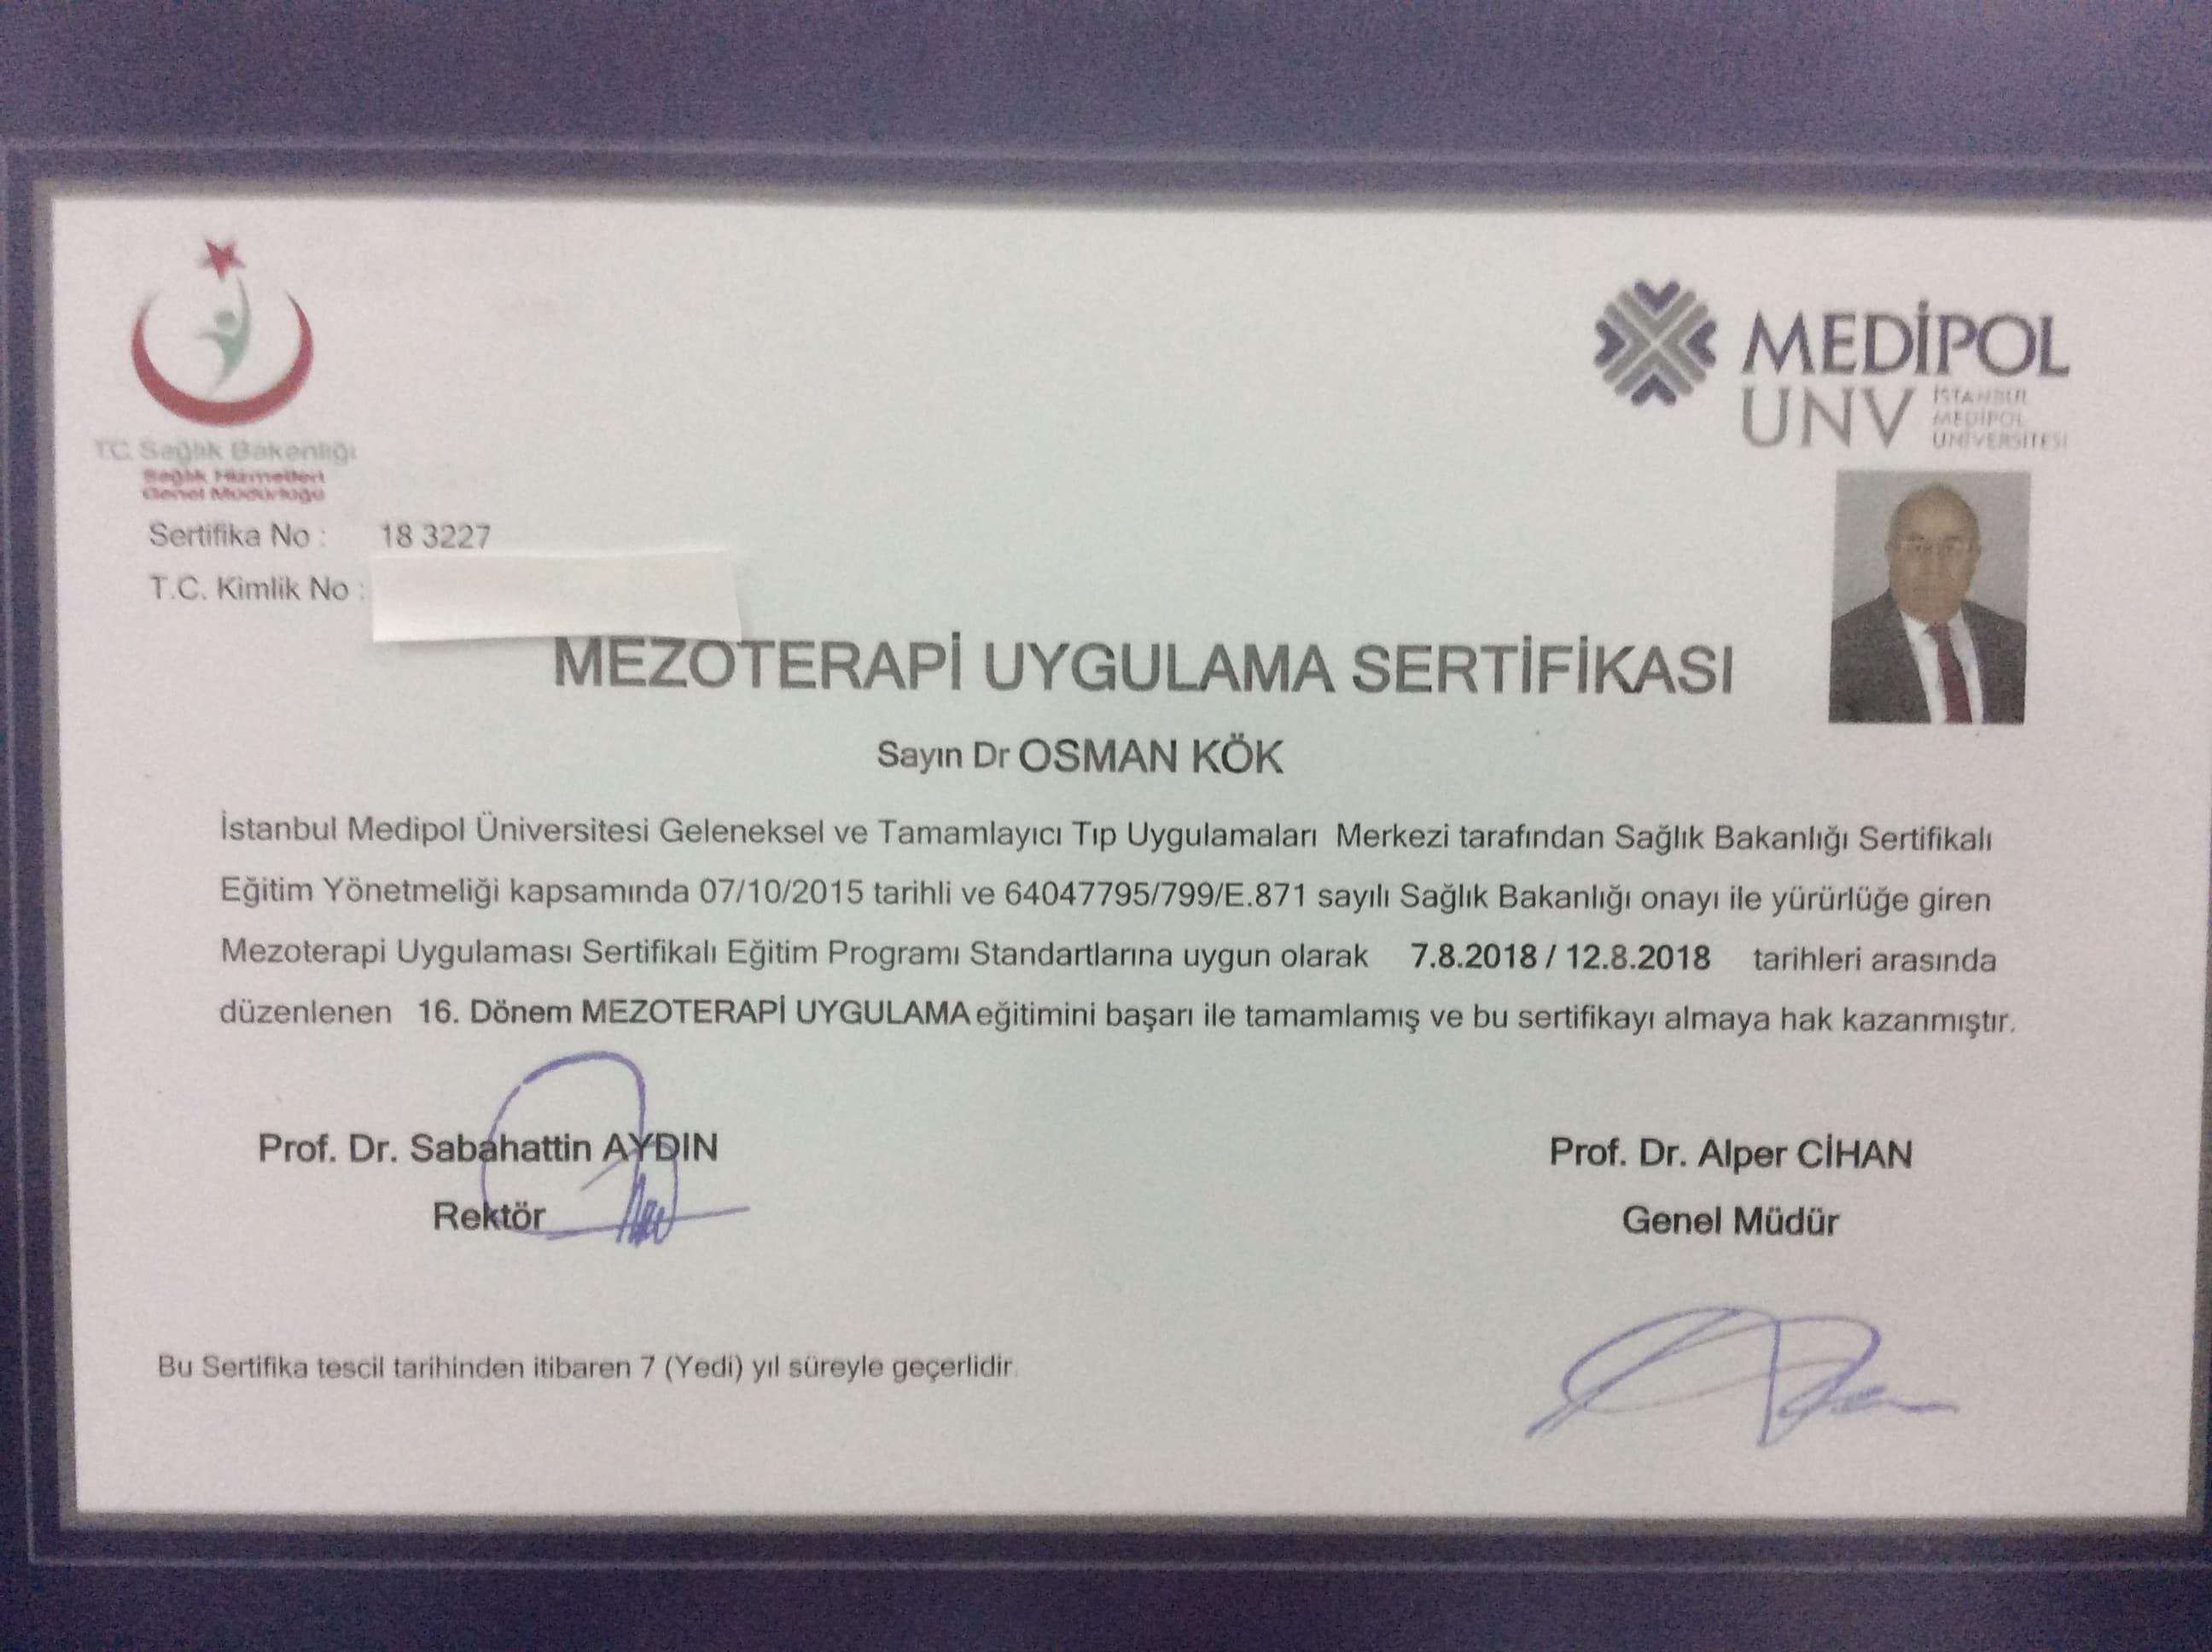 MEDİPOL
UNV
İSTANBUL
MEDİPOL
ÜNİVERSİTESİ
T.C. Sağlık Bakanlığı
Sağlık Hizmetleri
Genel Müdürlüğü
Sertifika No : 18 3227
T.C. Kimlik No :
MEZOTERAPİ UYGULAMA SERTİFİKASI
Sayın Dr OSMAN KÖK
İstanbul Medipol Üniversitesi Geleneksel ve Tamamlayıcı Tıp Uygulamaları Merkezi tarafından Sağlık Bakanlığı Sertifikalı
Eğitim Yönetmeliği kapsamında 07/10/2015 tarihli ve 64047795/799/E.871 sayılı Sağlık Bakanlığı onayı ile yürürlüğe giren
Mezoterapi Uygulaması Sertifikalı Eğitim Programı Standartlarına uygun olarak 7.8.2018 / 12.8.2018 tarihleri arasında
düzenlenen 16. Dönem MEZOTERAPİ UYGULAMA eğitimini başarı ile tamamlamış ve bu sertifikayı almaya hak kazanmıştır.
Prof. Dr. Sabahattin AYDIN
Rektör
Prof. Dr. Alper CİHAN
Genel Müdür
Bu Sertifika tescil tarihinden itibaren 7 (Yedi) yıl süreyle geçerlidir.